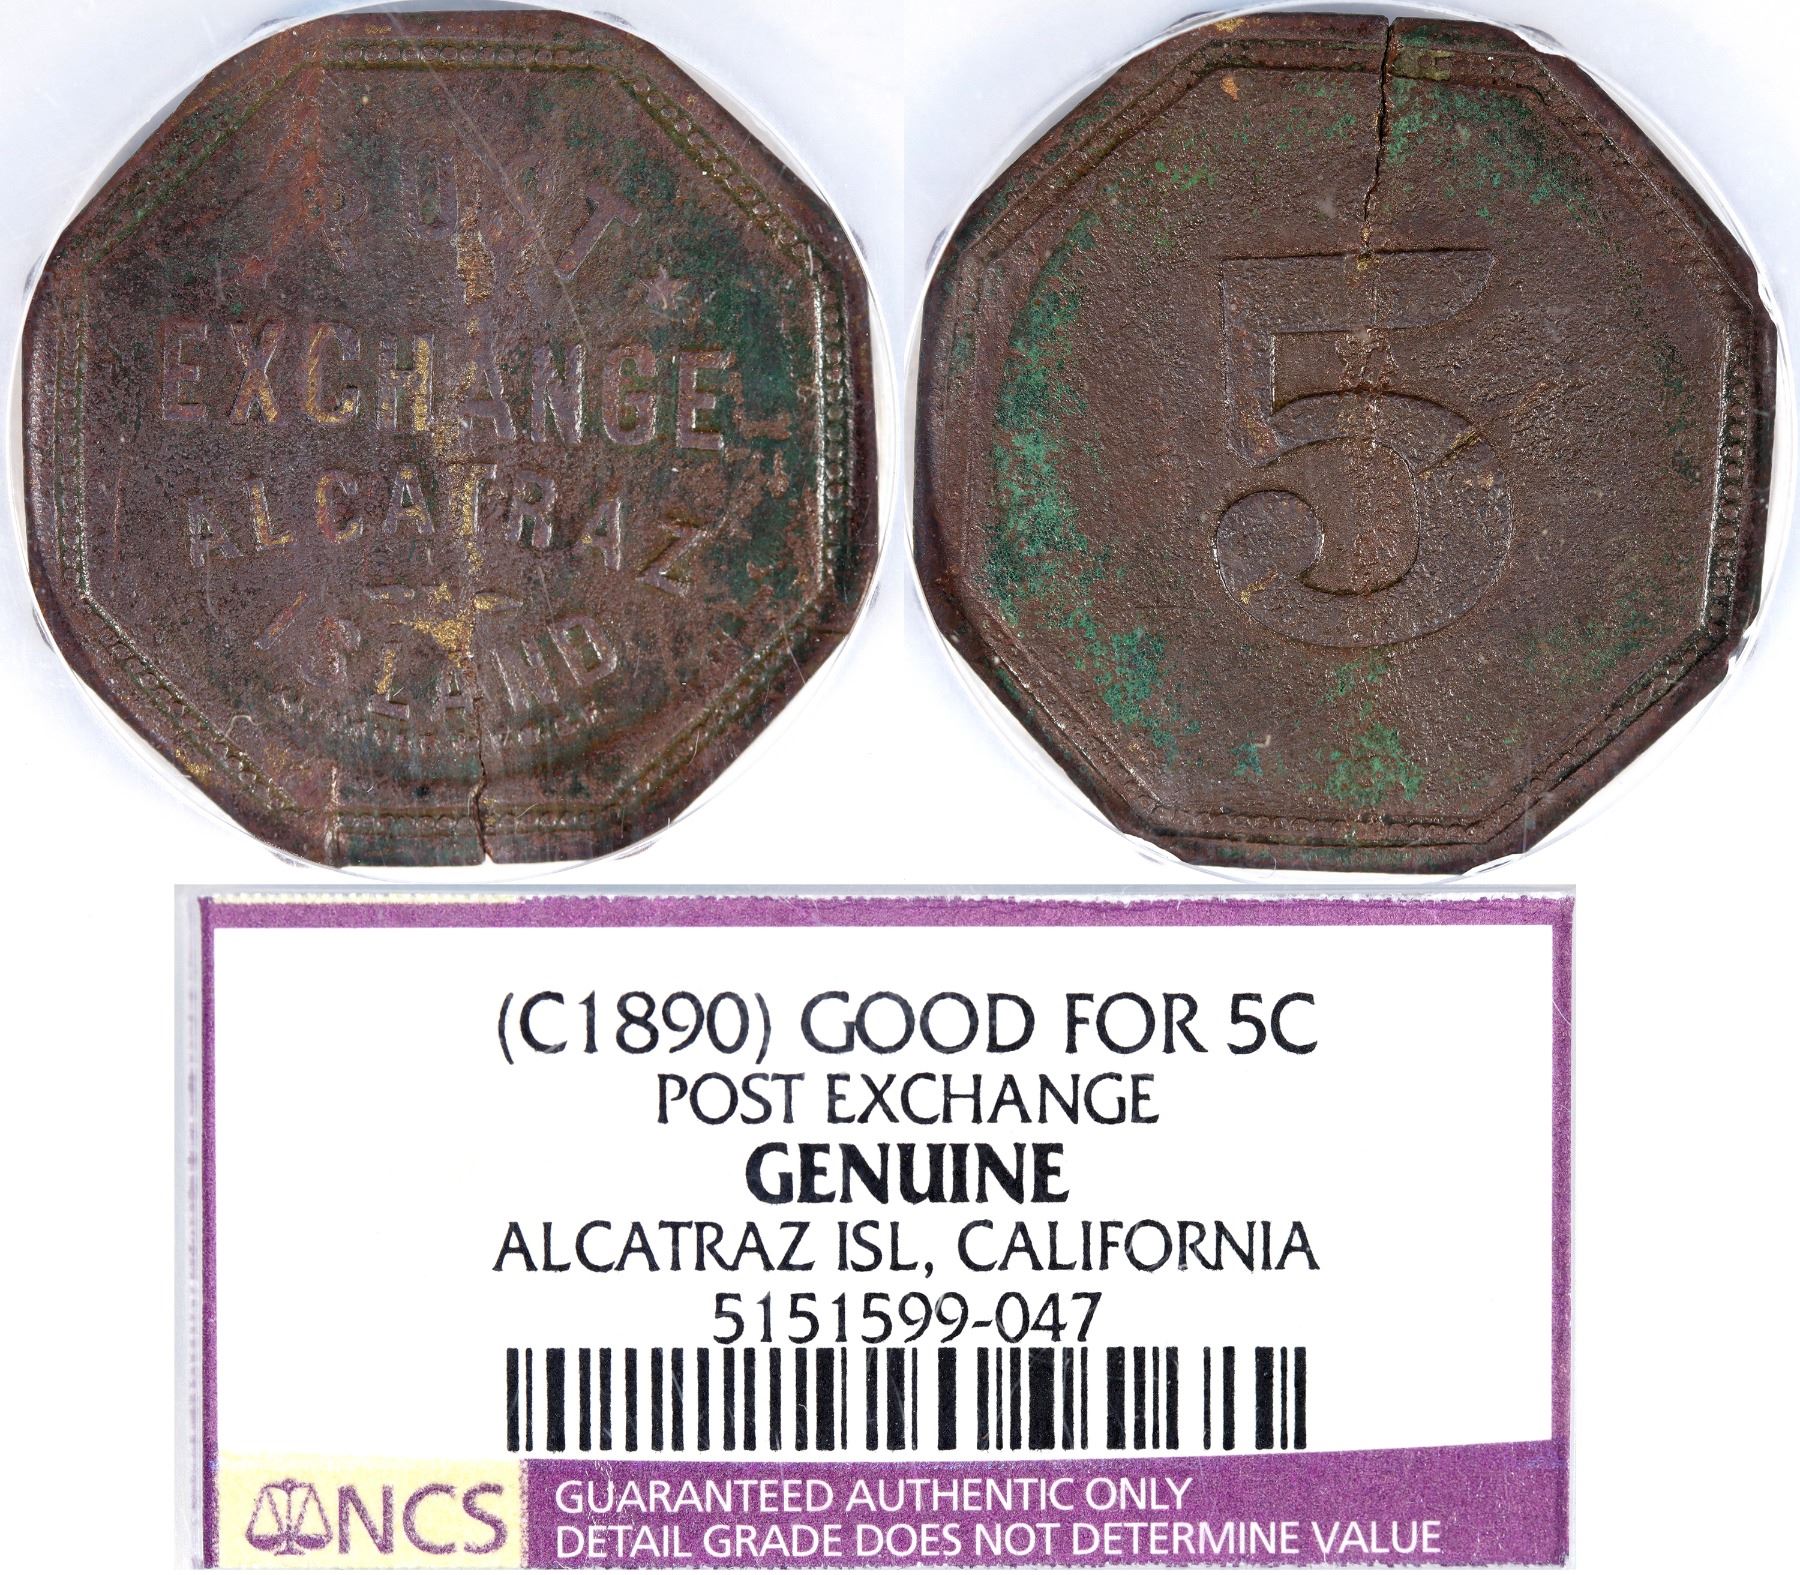 POST
EXCHANGE
ALCATRAZ
ISLAND
5
(C1890) GOOD FOR 5C
POST EXCHANGE
GENUINE
ALCATRAZ ISL, CALIFORNIA
5151599-047
NCS
GUARANTEED AUTHENTIC ONLY
DETAIL GRADE DOES NOT DETERMINE VALUE